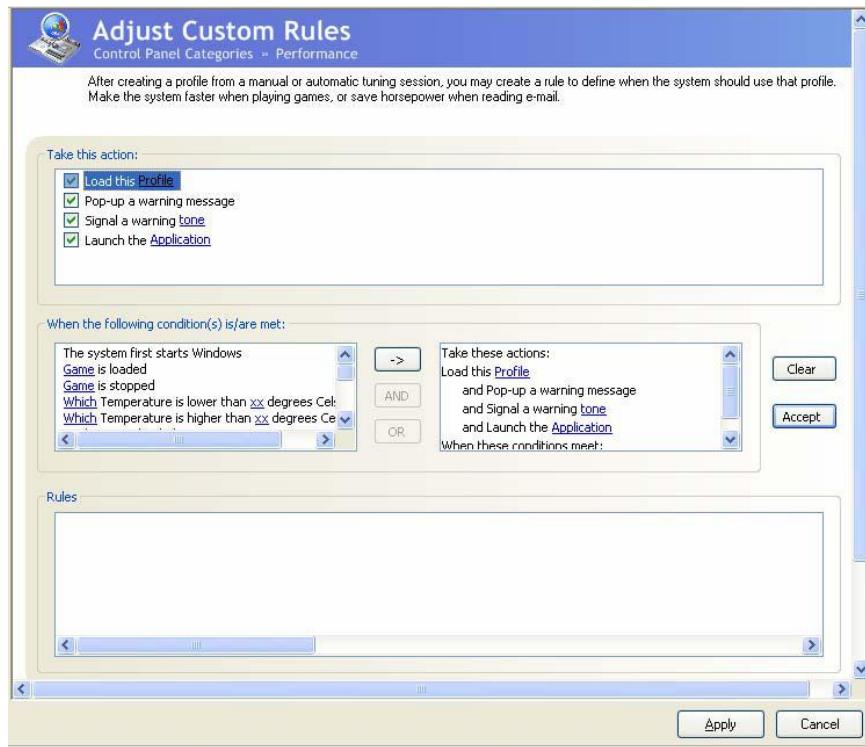 Adjust Custom Rules
Control Panel Categories - Performance
After creating a profile from a manual or automatic tuning session, you may create a rule to define when the system should use that profile.
Make the system faster when playing games, or save horsepower when reading e-mail.
Take this action:
Load this Profile
Pop-up a warning message
Signal a warning tone
Launch the Application
When the following condition(s) is/are met:
The system first starts Windows
Game is loaded
Game is stopped
Which Temperature is lower than xx degrees Cel
Which Temperature is higher than xx degrees Ce
->
AND
OR
Take these actions:
Load this Profile
and Pop-up a warning message
and Signal a warning tone
and Launch the Application
When these conditions meet:
Clear
Accept
Rules
Apply
Cancel